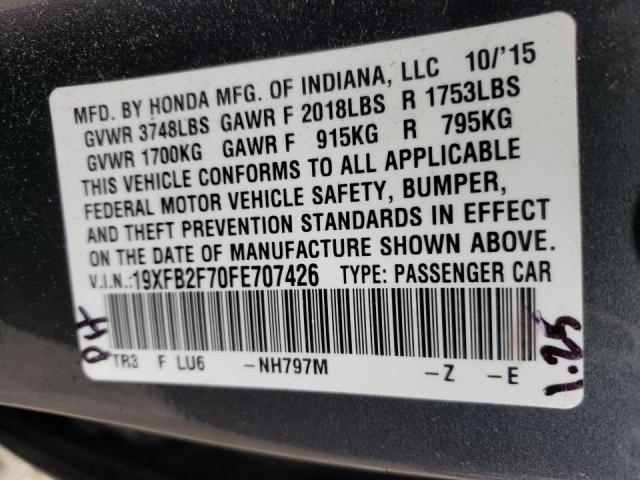 MFD. BY HONDA MFG. OF INDIANA, LLC 10/'15
GVWR 3748LBS GAWR F 2018LBS R 1753LBS
GVWR 1700KG GAWR F 915KG R 795KG
THIS VEHICLE CONFORMS TO ALL APPLICABLE
FEDERAL MOTOR VEHICLE SAFETY, BUMPER,
AND THEFT PREVENTION STANDARDS IN EFFECT
ON THE DATE OF MANUFACTURE SHOWN ABOVE.
V.I.N.:19XFB2F70FE707426 TYPE: PASSENGER CAR
TR3 F LU6 -NH797M -Z -E
1.25